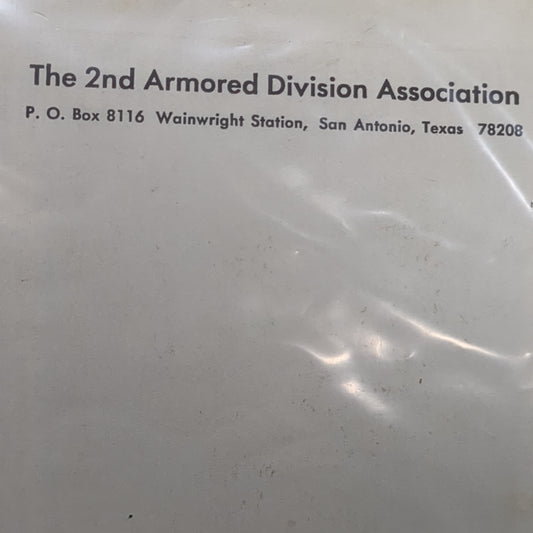 The 2nd Armored Division Association
P. O. Box 8116 Wainwright Station, San Antonio, Texas 78208